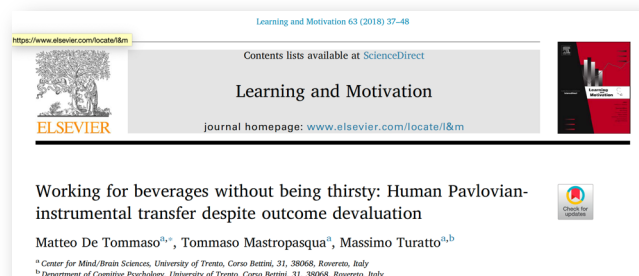 Learning and Motivation 63 (2018) 37–48
https://www.elsevier.com/locate/l&m
Contents lists available at ScienceDirect
Learning and Motivation
journal homepage: www.elsevier.com/locate/l&m
ELSEVIER
Learning and
Motivation
Working for beverages without being thirsty: Human Pavlovian-
instrumental transfer despite outcome devaluation
Check for
updates
Matteo De Tommasoᵃ,*, Tommaso Mastropasquaᵃ, Massimo Turattoᵃ,ᵇ
ᵃ Center for Mind/Brain Sciences, University of Trento, Corso Bettini, 31, 38068, Rovereto, Italy
ᵇ Department of Cognitive Psychology, University of Trento, Corso Bettini, 31, 38068, Rovereto, Italy